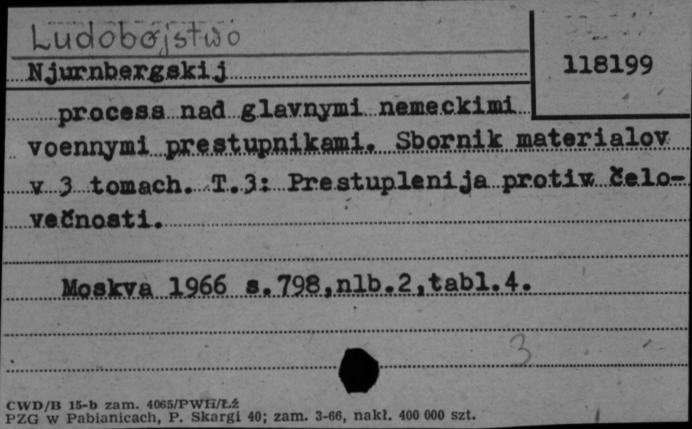 Ludobójstwo
Njurnbergskij
118199
process nad glavnymi nemeckimi
voennymi prestupnikami. Sbornik materialov
v 3 tomach. T.3: Prestuplenija protiv čelo-
večnosti.
Moskva 1966 s.798,nlb.2,tabl.4.
3
CWD/B 15-b zam. 4065/PWH/Łż
PZG w Pabianicach, P. Skargi 40; zam. 3-66, nakł. 400 000 szt.